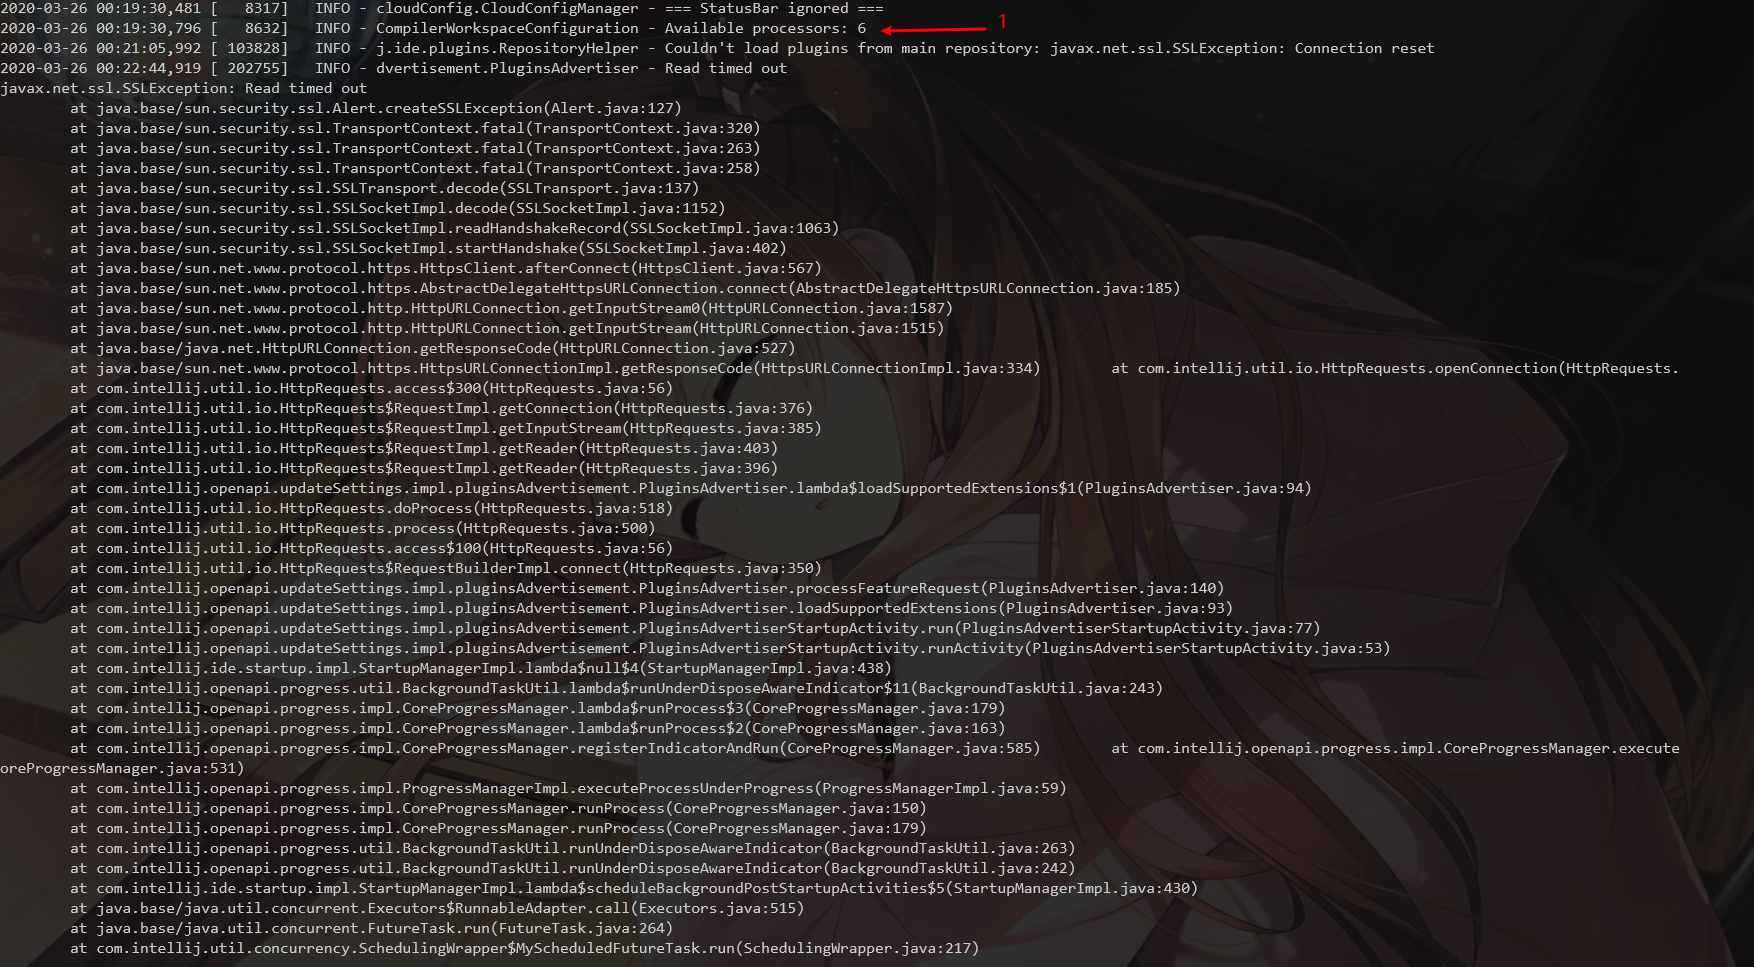 2020-03-26 00:19:30,481 [   8317]   INFO - cloudConfig.CloudConfigManager - === StatusBar ignored ===
2020-03-26 00:19:30,796 [   8632]   INFO - CompilerWorkspaceConfiguration - Available processors: 6 1
2020-03-26 00:21:05,992 [ 103828]   INFO - j.ide.plugins.RepositoryHelper - Couldn't load plugins from main repository: javax.net.ssl.SSLException: Connection reset
2020-03-26 00:22:44,919 [ 202755]   INFO - dvertisement.PluginsAdvertiser - Read timed out
javax.net.ssl.SSLException: Read timed out
        at java.base/sun.security.ssl.Alert.createSSLException(Alert.java:127)
        at java.base/sun.security.ssl.TransportContext.fatal(TransportContext.java:320)
        at java.base/sun.security.ssl.TransportContext.fatal(TransportContext.java:263)
        at java.base/sun.security.ssl.TransportContext.fatal(TransportContext.java:258)
        at java.base/sun.security.ssl.SSLTransport.decode(SSLTransport.java:137)
        at java.base/sun.security.ssl.SSLSocketImpl.decode(SSLSocketImpl.java:1152)
        at java.base/sun.security.ssl.SSLSocketImpl.readHandshakeRecord(SSLSocketImpl.java:1063)
        at java.base/sun.security.ssl.SSLSocketImpl.startHandshake(SSLSocketImpl.java:402)
        at java.base/sun.net.www.protocol.https.HttpsClient.afterConnect(HttpsClient.java:567)
        at java.base/sun.net.www.protocol.https.AbstractDelegateHttpsURLConnection.connect(AbstractDelegateHttpsURLConnection.java:185)
        at java.base/sun.net.www.protocol.http.HttpURLConnection.getInputStream0(HttpURLConnection.java:1587)
        at java.base/sun.net.www.protocol.http.HttpURLConnection.getInputStream(HttpURLConnection.java:1515)
        at java.base/java.net.HttpURLConnection.getResponseCode(HttpURLConnection.java:527)
        at java.base/sun.net.www.protocol.https.HttpsURLConnectionImpl.getResponseCode(HttpsURLConnectionImpl.java:334)        at com.intellij.util.io.HttpRequests.openConnection(HttpRequests.
        at com.intellij.util.io.HttpRequests.access$300(HttpRequests.java:56)
        at com.intellij.util.io.HttpRequests$RequestImpl.getConnection(HttpRequests.java:376)
        at com.intellij.util.io.HttpRequests$RequestImpl.getInputStream(HttpRequests.java:385)
        at com.intellij.util.io.HttpRequests$RequestImpl.getReader(HttpRequests.java:403)
        at com.intellij.util.io.HttpRequests$RequestImpl.getReader(HttpRequests.java:396)
        at com.intellij.openapi.updateSettings.impl.pluginsAdvertisement.PluginsAdvertiser.lambda$loadSupportedExtensions$1(PluginsAdvertiser.java:94)
        at com.intellij.util.io.HttpRequests.doProcess(HttpRequests.java:518)
        at com.intellij.util.io.HttpRequests.process(HttpRequests.java:500)
        at com.intellij.util.io.HttpRequests.access$100(HttpRequests.java:56)
        at com.intellij.util.io.HttpRequests$RequestBuilderImpl.connect(HttpRequests.java:350)
        at com.intellij.openapi.updateSettings.impl.pluginsAdvertisement.PluginsAdvertiser.processFeatureRequest(PluginsAdvertiser.java:140)
        at com.intellij.openapi.updateSettings.impl.pluginsAdvertisement.PluginsAdvertiser.loadSupportedExtensions(PluginsAdvertiser.java:93)
        at com.intellij.openapi.updateSettings.impl.pluginsAdvertisement.PluginsAdvertiserStartupActivity.run(PluginsAdvertiserStartupActivity.java:77)
        at com.intellij.openapi.updateSettings.impl.pluginsAdvertisement.PluginsAdvertiserStartupActivity.runActivity(PluginsAdvertiserStartupActivity.java:53)
        at com.intellij.ide.startup.impl.StartupManagerImpl.lambda$null$4(StartupManagerImpl.java:438)
        at com.intellij.openapi.progress.util.BackgroundTaskUtil.lambda$runUnderDisposeAwareIndicator$11(BackgroundTaskUtil.java:243)
        at com.intellij.openapi.progress.impl.CoreProgressManager.lambda$runProcess$3(CoreProgressManager.java:179)
        at com.intellij.openapi.progress.impl.CoreProgressManager.lambda$runProcess$2(CoreProgressManager.java:163)
        at com.intellij.openapi.progress.impl.CoreProgressManager.registerIndicatorAndRun(CoreProgressManager.java:585)        at com.intellij.openapi.progress.impl.CoreProgressManager.execute
oreProgressManager.java:531)
        at com.intellij.openapi.progress.impl.ProgressManagerImpl.executeProcessUnderProgress(ProgressManagerImpl.java:59)
        at com.intellij.openapi.progress.impl.CoreProgressManager.runProcess(CoreProgressManager.java:150)
        at com.intellij.openapi.progress.impl.CoreProgressManager.runProcess(CoreProgressManager.java:179)
        at com.intellij.openapi.progress.util.BackgroundTaskUtil.runUnderDisposeAwareIndicator(BackgroundTaskUtil.java:263)
        at com.intellij.openapi.progress.util.BackgroundTaskUtil.runUnderDisposeAwareIndicator(BackgroundTaskUtil.java:242)
        at com.intellij.ide.startup.impl.StartupManagerImpl.lambda$scheduleBackgroundPostStartupActivities$5(StartupManagerImpl.java:430)
        at java.base/java.util.concurrent.Executors$RunnableAdapter.call(Executors.java:515)
        at java.base/java.util.concurrent.FutureTask.run(FutureTask.java:264)
        at com.intellij.util.concurrency.SchedulingWrapper$MyScheduledFutureTask.run(SchedulingWrapper.java:217)